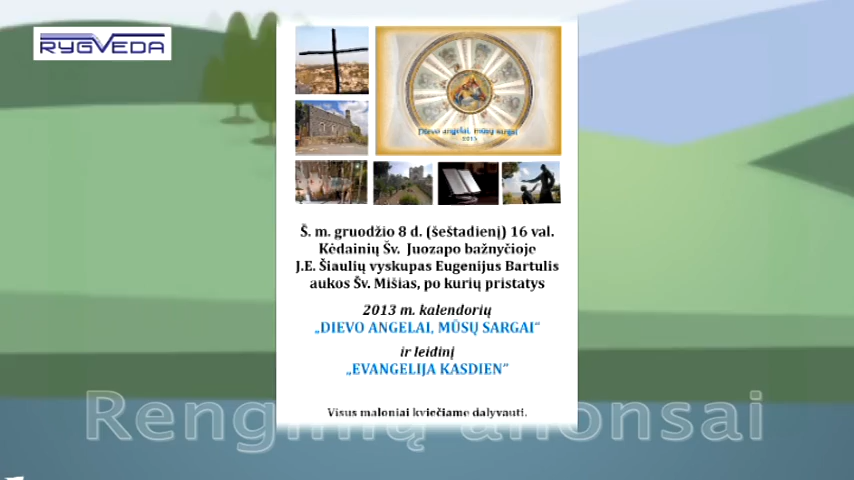 RYGVEDA
Dievo angelai, mūsų sargai
2013
Š. m. gruodžio 8 d. (šeštadienį) 16 val.
Kėdainių Šv. Juozapo bažnyčioje
J.E. Šiaulių vyskupas Eugenijus Bartulis
aukos Šv. Mišias, po kurių pristatys
2013 m. kalendorių
„DIEVO ANGELAI, MŪSŲ SARGAI“
ir leidinį
„EVANGELIJA KASDIEN”
Visus maloniai kviečiame dalyvauti.
Renginių anonsai